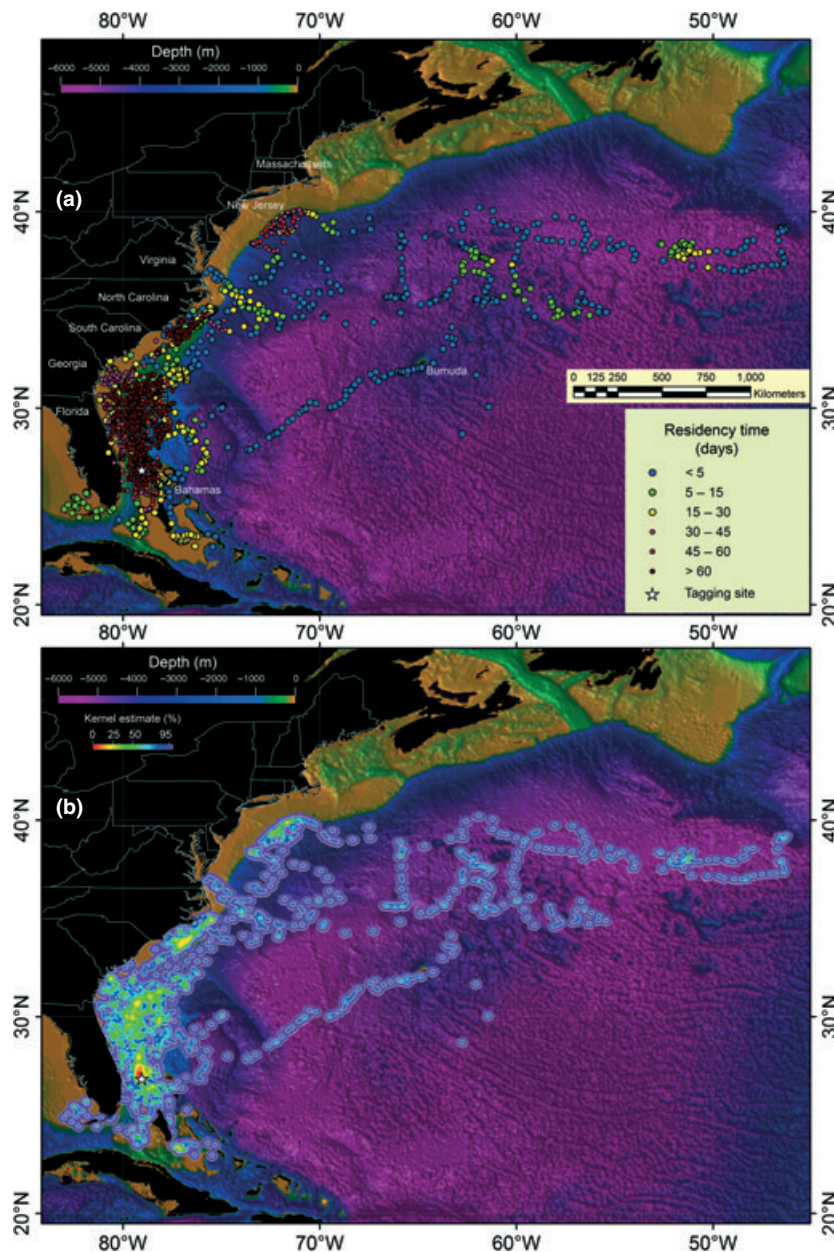 80°W 70°W 60°W 50°W
Depth (m)
−6000 −5000 −4000 −3000 −2000 −1000 0
(a)
Massachussets
40°N 40°N
New Jersey
Virginia
North Carolina
South Carolina
Georgia
Bumuda
0 125 250 500 750 1,000
Kilometers
30°N 30°N
Florida
Residency time
(days)
< 5
5 – 15
15 – 30
30 – 45
45 – 60
> 60
Tagging site
Bahamas
20°N 20°N
80°W 70°W 60°W 50°W
Depth (m)
−6000 −5000 −4000 −3000 −2000 −1000 0
Kernel estimate (%)
0 25 50 95
(b)
40°N 40°N
30°N 30°N
20°N 20°N
80°W 70°W 60°W 50°W